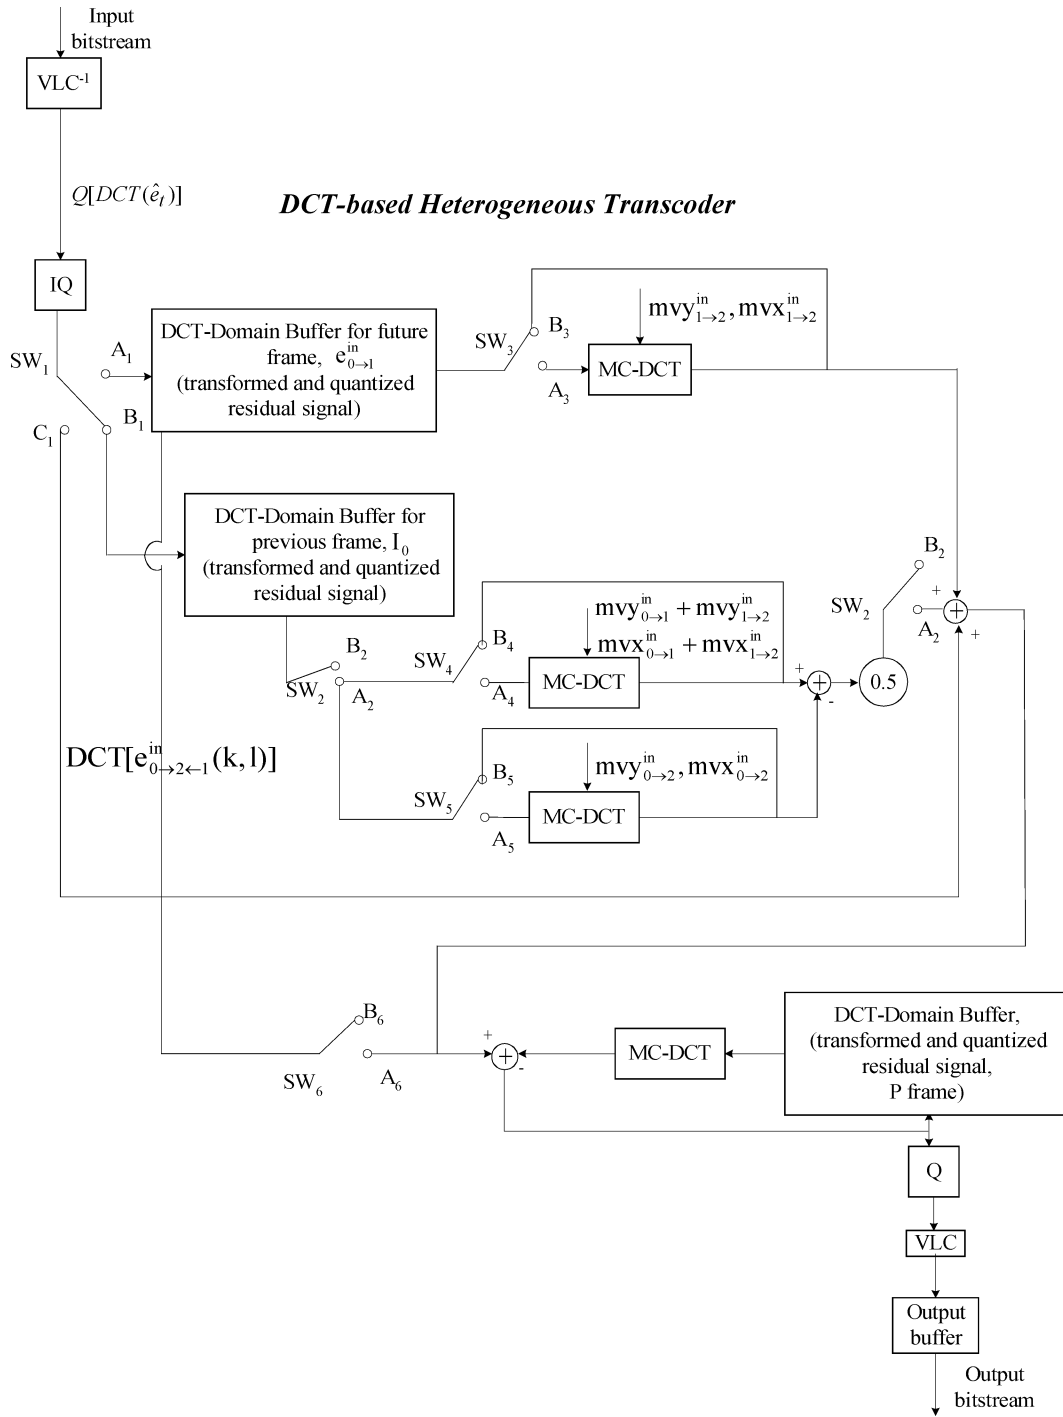 Input
bitstream
VLC⁻¹
Q[DCT(ê_t)]
DCT-based Heterogeneous Transcoder
IQ
SW₁
A₁
B₁
C₁
DCT-Domain Buffer for future
frame, e^in_0→1
(transformed and quantized
residual signal)
SW₃
B₃
A₃
mvy^in_1→2, mvx^in_1→2
MC-DCT
DCT-Domain Buffer for
previous frame, I₀
(transformed and quantized
residual signal)
B₂
SW₂
A₂
+
+
+
SW₂
B₂
A₂
SW₄
B₄
A₄
mvy^in_0→1 + mvy^in_1→2
mvx^in_0→1 + mvx^in_1→2
MC-DCT
+
+
-
0.5
DCT[e^in_0→2←1(k,l)]
SW₅
B₅
A₅
mvy^in_0→2, mvx^in_0→2
MC-DCT
SW₆
B₆
A₆
+
+
-
MC-DCT
DCT-Domain Buffer,
(transformed and quantized
residual signal,
P frame)
Q
VLC
Output
buffer
Output
bitstream